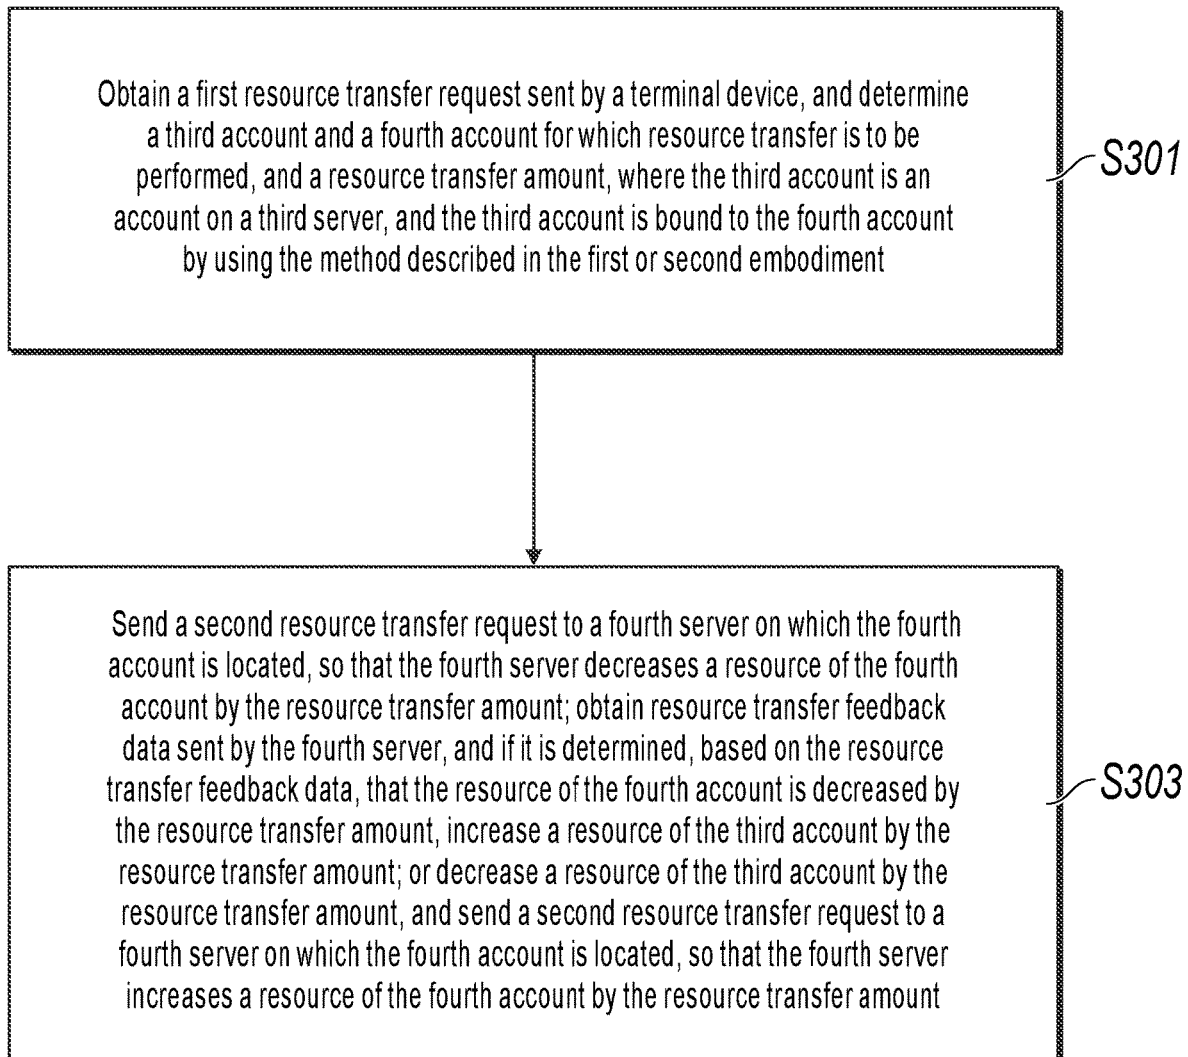 Obtain a first resource transfer request sent by a terminal device, and determine
a third account and a fourth account for which resource transfer is to be
performed, and a resource transfer amount, where the third account is an
account on a third server, and the third account is bound to the fourth account
by using the method described in the first or second embodiment
S301
Send a second resource transfer request to a fourth server on which the fourth
account is located, so that the fourth server decreases a resource of the fourth
account by the resource transfer amount; obtain resource transfer feedback
data sent by the fourth server, and if it is determined, based on the resource
transfer feedback data, that the resource of the fourth account is decreased by
the resource transfer amount, increase a resource of the third account by the
resource transfer amount; or decrease a resource of the third account by the
resource transfer amount, and send a second resource transfer request to a
fourth server on which the fourth account is located, so that the fourth server
increases a resource of the fourth account by the resource transfer amount
S303